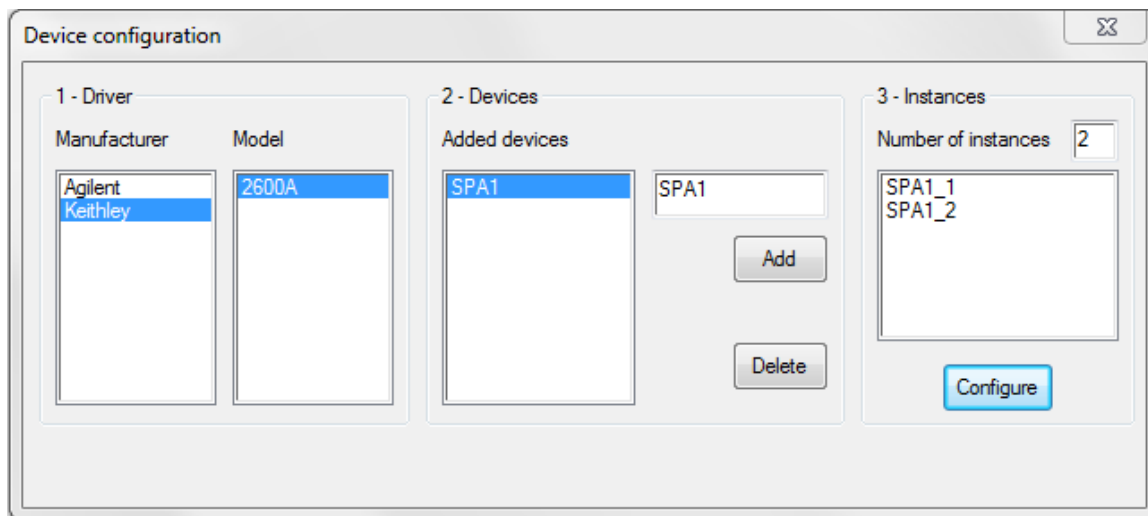 Device configuration
1 - Driver
Manufacturer
Model
Agilent
Keithley
2600A
2 - Devices
Added devices
SPA1
SPA1
Add
Delete
3 - Instances
Number of instances
2
SPA1_1
SPA1_2
Configure